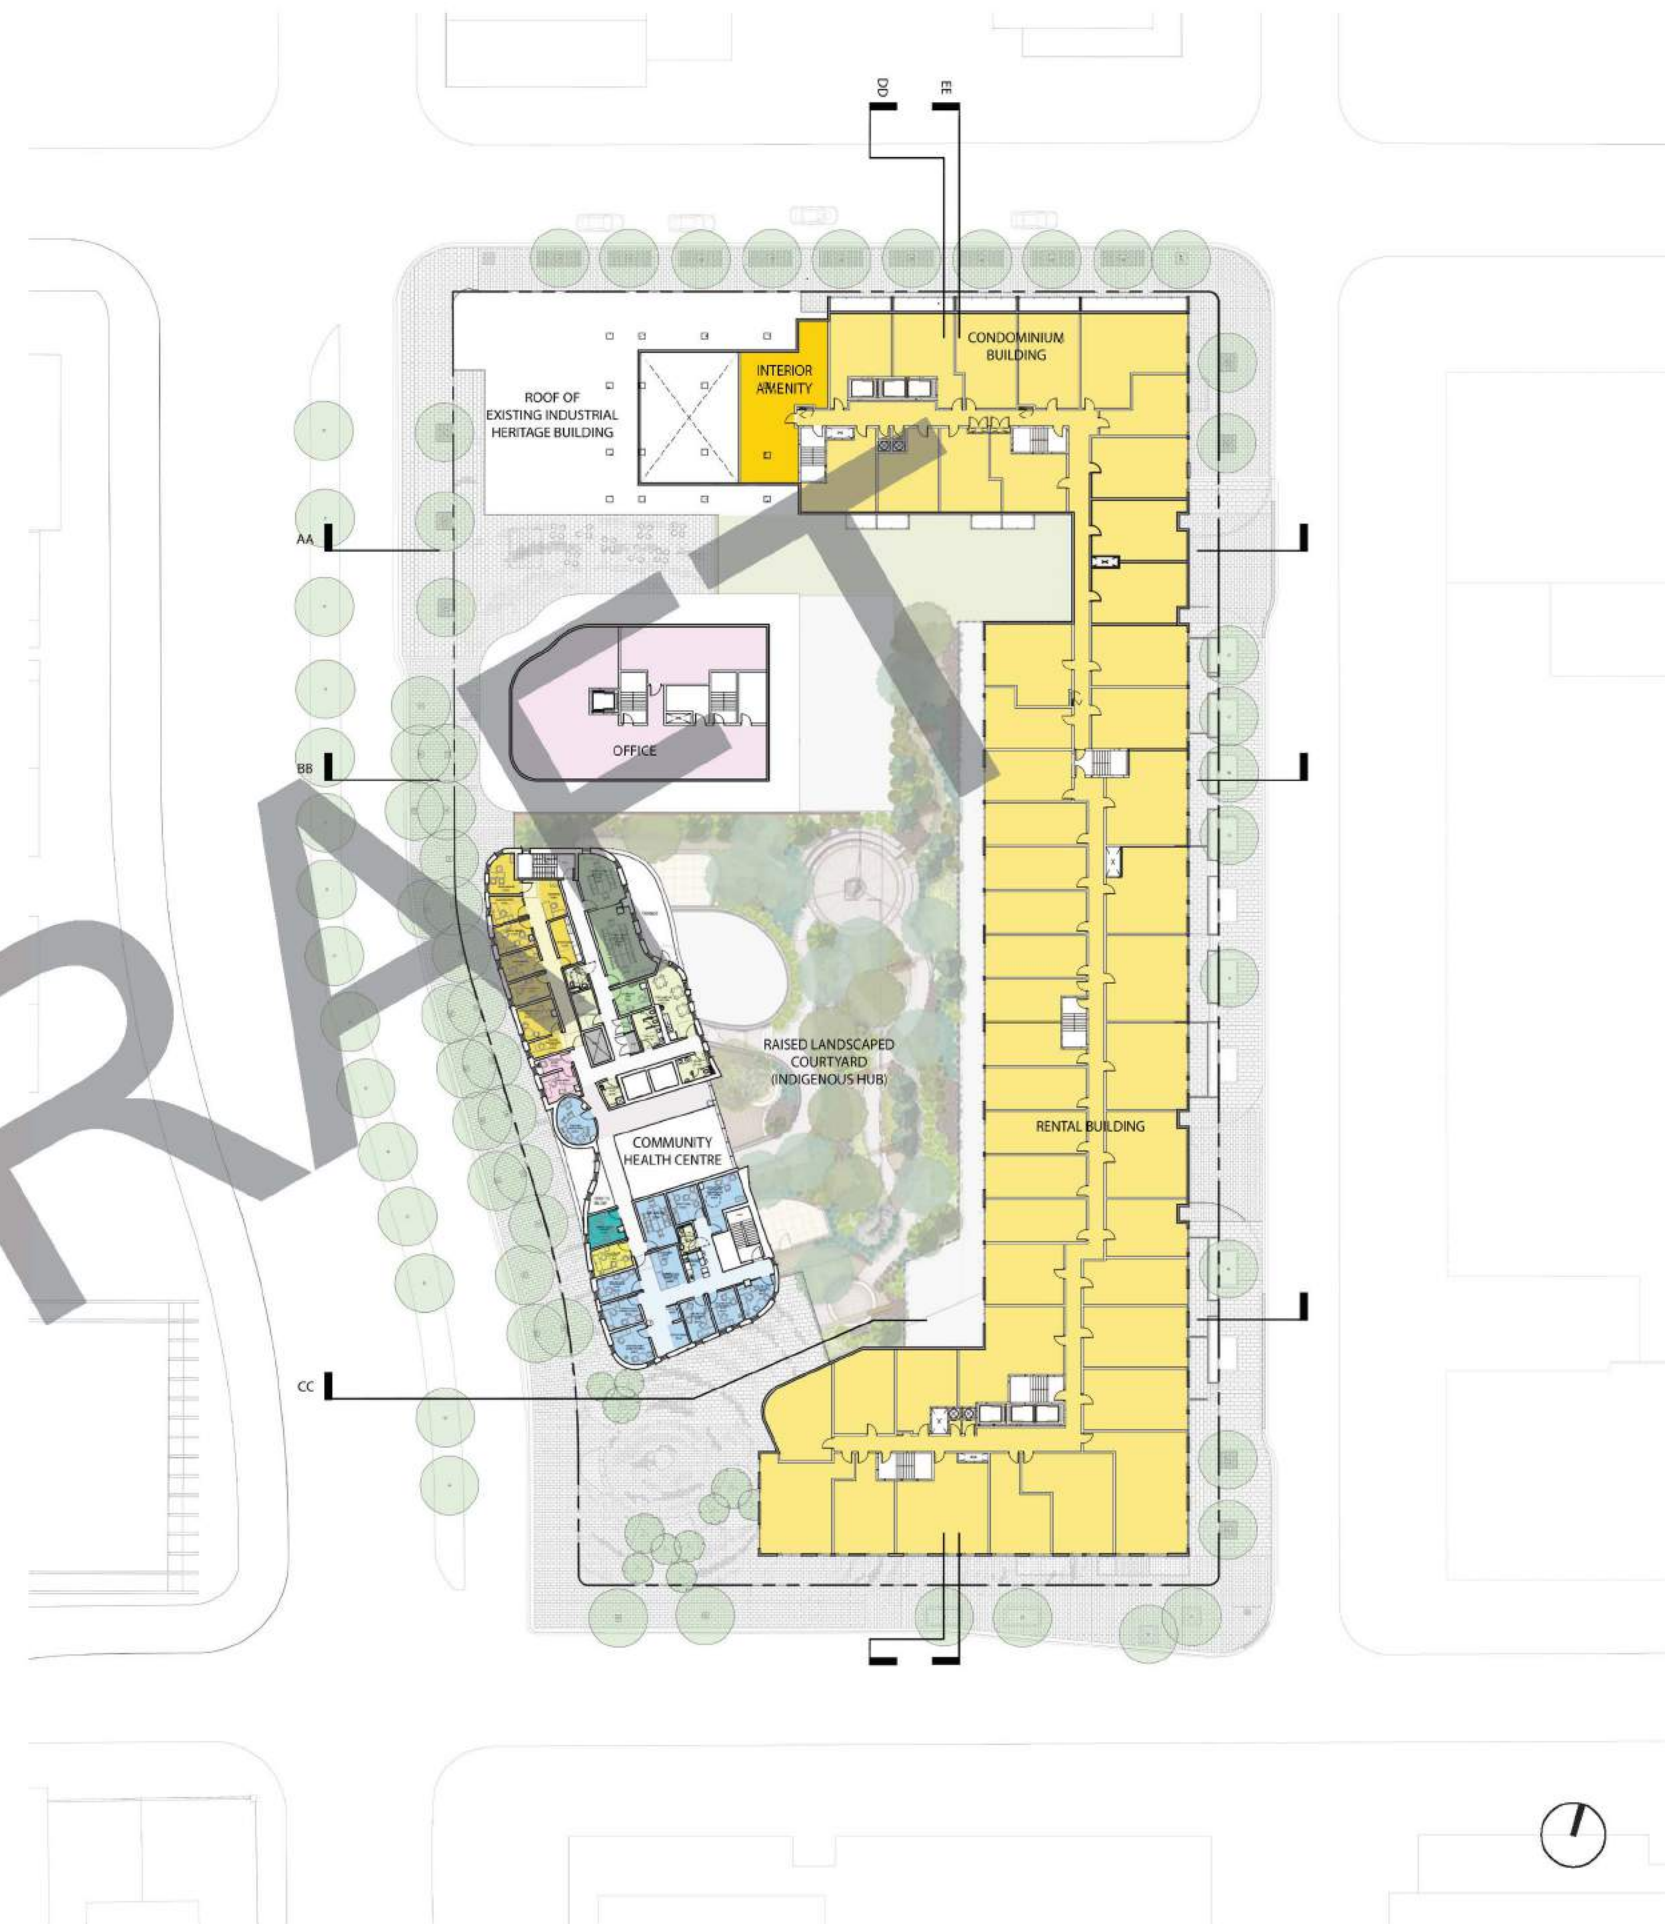 DD
EE
CONDOMINIUM
BUILDING
INTERIOR
AMENITY
ROOF OF
EXISTING INDUSTRIAL
HERITAGE BUILDING
AA
OFFICE
BB
RAISED LANDSCAPED
COURTYARD
(INDIGENOUS HUB)
RENTAL BUILDING
COMMUNITY
HEALTH CENTRE
CC
RAFT